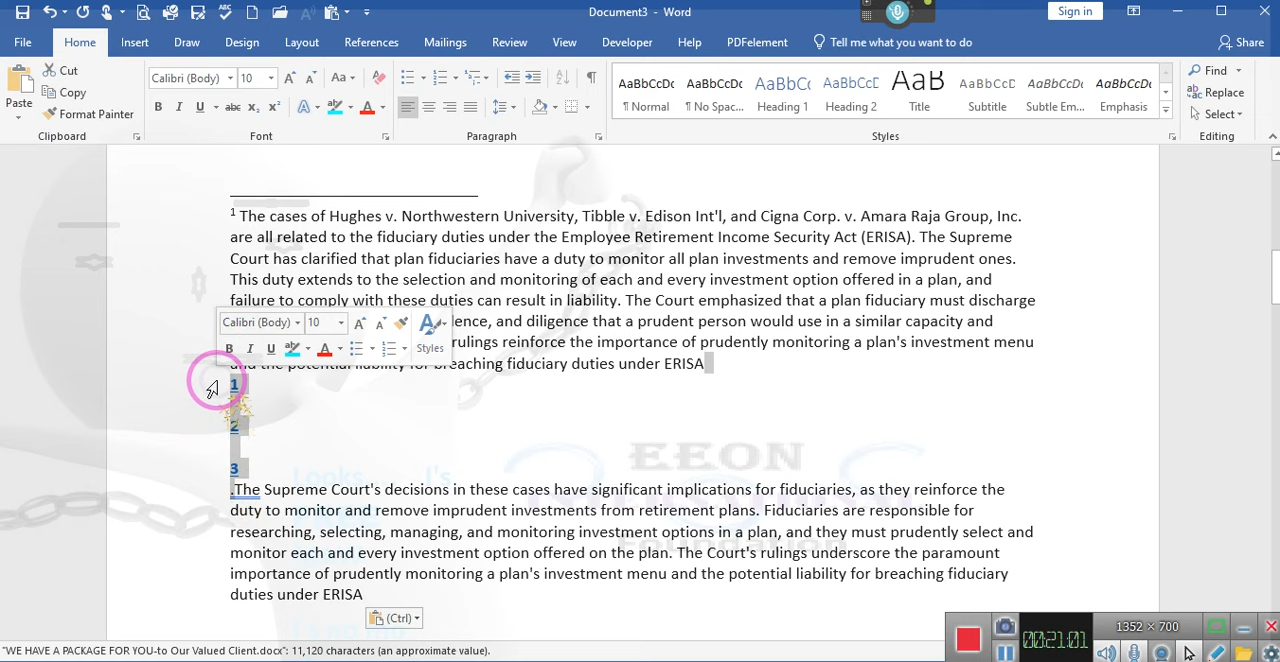 Document3 - Word
Sign in
File Home Insert Draw Design Layout References Mailings Review View Developer Help PDFelement Tell me what you want to do Share
Paste Cut Copy Format Painter
Calibri (Body) 10 Aa
AaBbCcDc AaBbCcDc AaBbCc AaBbCcD AaB AaBbCcD AaBbCcDc AaBbCcDc
¶ Normal ¶ No Spac... Heading 1 Heading 2 Title Subtitle Subtle Em... Emphasis
Find Replace Select
Clipboard Font Paragraph Styles Editing
1 The cases of Hughes v. Northwestern University, Tibble v. Edison Int'l, and Cigna Corp. v. Amara Raja Group, Inc.
are all related to the fiduciary duties under the Employee Retirement Income Security Act (ERISA). The Supreme
Court has clarified that plan fiduciaries have a duty to monitor all plan investments and remove imprudent ones.
This duty extends to the selection and monitoring of each and every investment option offered in a plan, and
failure to comply with these duties can result in liability. The Court emphasized that a plan fiduciary must discharge
Calibri (Body) 10
lence, and diligence that a prudent person would use in a similar capacity and
B I U Styles
rulings reinforce the importance of prudently monitoring a plan's investment menu
and the potential liability for breaching fiduciary duties under ERISA
1
2
3
.The Supreme Court's decisions in these cases have significant implications for fiduciaries, as they reinforce the
duty to monitor and remove imprudent investments from retirement plans. Fiduciaries are responsible for
researching, selecting, managing, and monitoring investment options in a plan, and they must prudently select and
monitor each and every investment option offered on the plan. The Court's rulings underscore the paramount
importance of prudently monitoring a plan's investment menu and the potential liability for breaching fiduciary
duties under ERISA
(Ctrl)
EEON
Foundation
Looks I's
1352 × 700
00:21:01
"WE HAVE A PACKAGE FOR YOU-to Our Valued Client.docx": 11,120 characters (an approximate value).